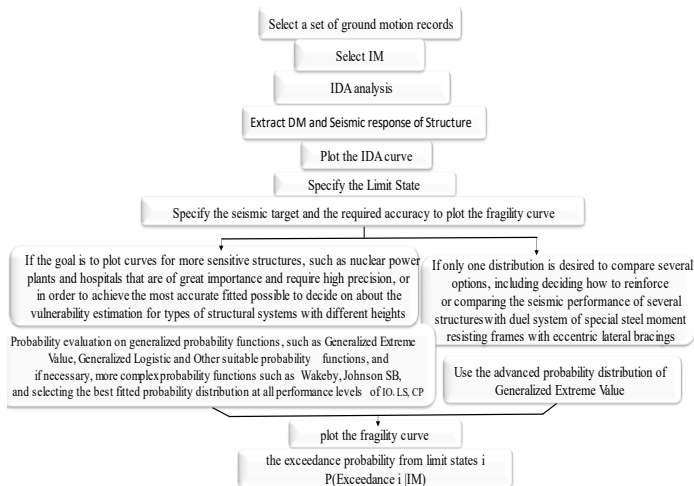 Select a set of ground motion records
Select IM
IDA analysis
Extract DM and Seismic response of Structure
Plot the IDA curve
Specify the Limit State
Specify the seismic target and the required accuracy to plot the fragility curve
If the goal is to plot curves for more sensitive structures, such as nuclear power
plants and hospitals that are of great importance and require high precision, or
in order to achieve the most accurate fitted possible to decide on about the
vulnerability estimation for types of structural systems with different heights
If only one distribution is desired to compare several
options, including deciding how to reinforce
or comparing the seismic performance of several
structures with duel system of special steel moment
resisting frames with eccentric lateral bracings
Probability evaluation on generalized probability functions, such as Generalized Extreme
Value, Generalized Logistic and Other suitable probability functions, and
if necessary, more complex probability functions such as Wakeby, Johnson SB,
and selecting the best fitted probability distribution at all performance levels of IO, LS, CP
Use the advanced probability distribution of
Generalized Extreme Value
plot the fragility curve
the exceedance probability from limit states i
P(Exceedance i |IM)